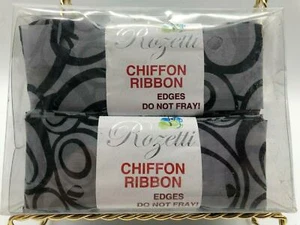 Rozetti
CHIFFON
RIBBON
EDGES
DO NOT FRAY!
Rozetti
CHIFFON
RIBBON
EDGES
DO NOT FRAY!